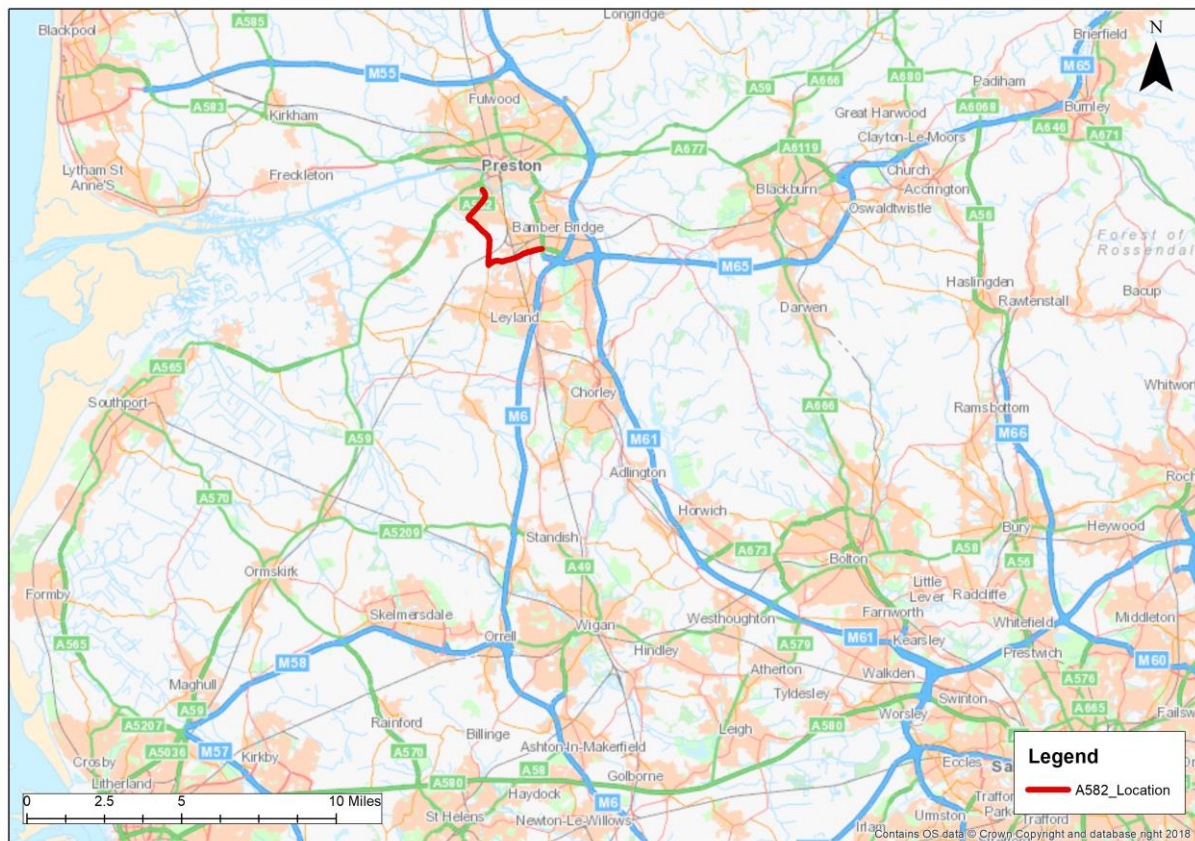 Blackpool
A585
Longridge
Brierfield
N
M55
A59
A666
A680
Padiham
M65
A583
Kirkham
Fulwood
A6068
Burnley
Great Harwood
Clayton-Le-Moors
A646
A671
A677
A6119
Preston
Lytham St
Anne'S
Freckleton
Blackburn
Church
Accrington
Oswaldtwistle
A56
Bamber Bridge
Forest of
Rossendal
M65
Haslingden
Rawtenstall
Bacup
Leyland
Darwen
A565
Southport
Chorley
Whitwort
A59
M6
A666
Ramsbottom
M61
M66
Adlington
A570
Horwich
A5209
Standish
Bury
Heywood
Roch
A673
Bolton
A58
A56
Ormskirk
A49
Little
Lever
Radcliffe
Formby
Skelmersdale
Wigan
Westhoughton
Farnworth
Whitefield
Middleton
Orrell
A565
M58
Hindley
A579
M61
Kearsley
Prestwich
M60
Atherton
Walkden
A576
Maghull
Tyldesley
Swinton
A59
A5207
Rainford
Billinge
Leigh
A580
Worsley
A665
Failsw
A5036
M57
Kirkby
A570
Ashton-In-Makerfield
Crosby
Litherland
A580
A58
Golborne
Haydock
M6
St Helens
Newton-Le-Willows
Eccles
Irlam
Urmston
Trafford
Legend
A582_Location
0 2.5 5 10 Miles
Contains OS data © Crown Copyright and database right 2018